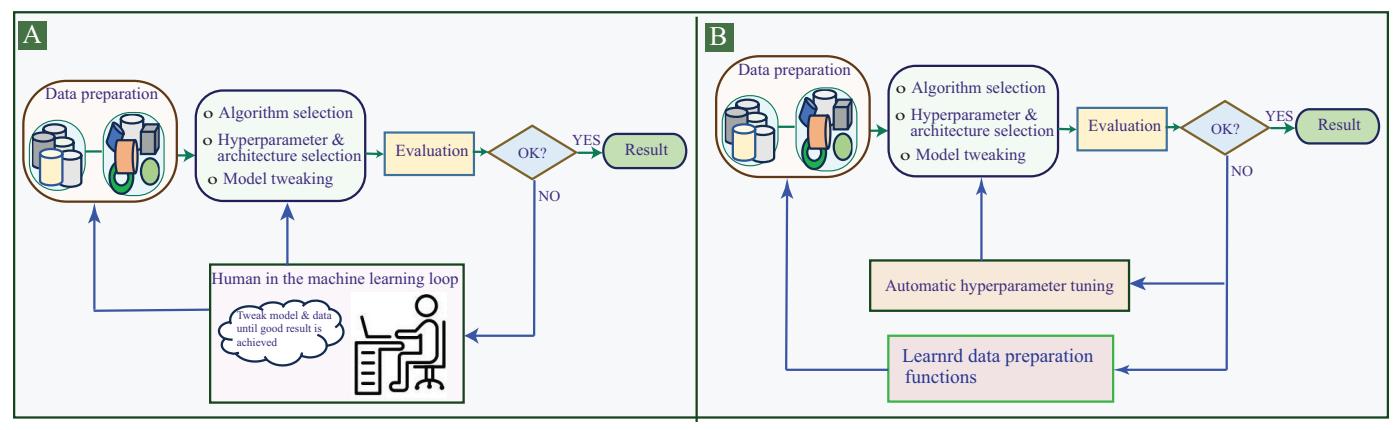 A
Data preparation
o Algorithm selection
o Hyperparameter &
architecture selection
o Model tweaking
Evaluation
OK?
YES
Result
NO
Human in the machine learning loop
Tweak model & data
until good result is
achieved
B
Data preparation
o Algorithm selection
o Hyperparameter &
architecture selection
o Model tweaking
Evaluation
OK?
YES
Result
NO
Automatic hyperparameter tuning
Learnrd data preparation
functions